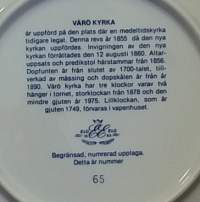 VÄRÖ KYRKA
är uppförd på den plats där en medeltidskyrka
tidigare legat. Denna revs år 1855 då den nya
kyrkan uppfördes. Invigningen av den nya
kyrkan förrättades den 12 augusti 1860. Altar-
uppsats och predikstol härstammar från 1856.
Dopfunten är från slutet av 1700-talet, till-
verkad av mässing och dopskålen är från år
1890. Värö kyrka har tre klockor varav två
hänger i tornet, storklockan från 1878 och den
mindre gjuten år 1975. Lillklockan, som är
gjuten 1749, förvaras i vapenhuset.
Begränsad, numrerad upplaga.
Detta är nummer
65